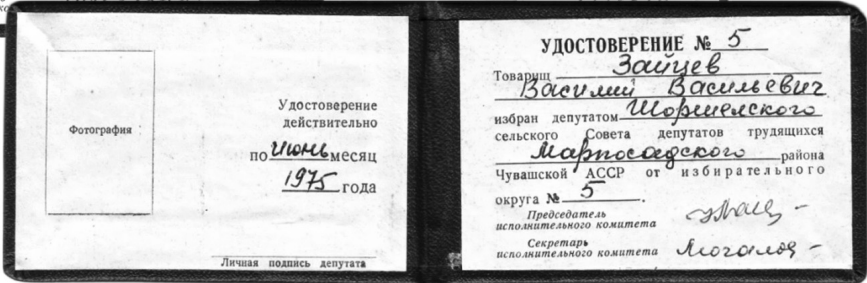 Фотография
Удостоверение
действительно
по июнь месяц
1975 года
Личная подпись депутата
УДОСТОВЕРЕНИЕ № 5
Товарищ Зайцев
Василий Васильевич
избран депутатом Шоршелского
сельского Совета депутатов трудящихся
Марпосадского района
Чувашской АССР от избирательного
округа № 5.
Председатель
исполнительного комитета
Секретарь
исполнительного комитета